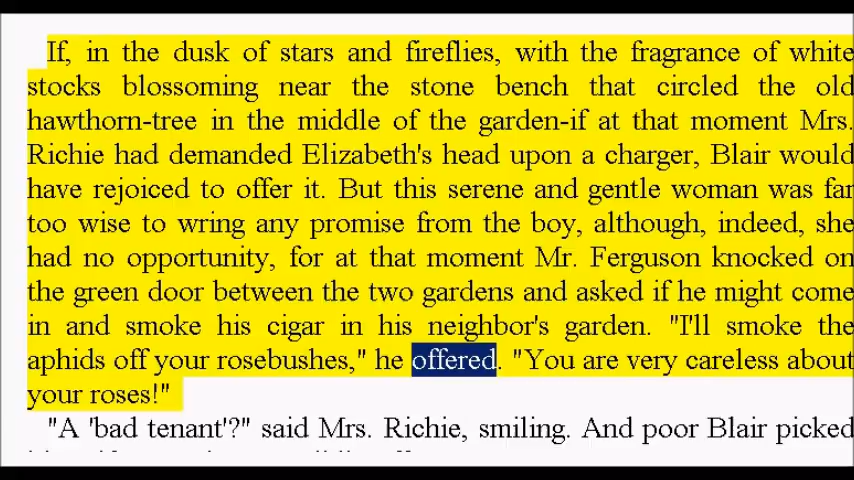 If, in the dusk of stars and fireflies, with the fragrance of white
stocks blossoming near the stone bench that circled the old
hawthorn-tree in the middle of the garden-if at that moment Mrs.
Richie had demanded Elizabeth's head upon a charger, Blair would
have rejoiced to offer it. But this serene and gentle woman was far
too wise to wring any promise from the boy, although, indeed, she
had no opportunity, for at that moment Mr. Ferguson knocked on
the green door between the two gardens and asked if he might come
in and smoke his cigar in his neighbor's garden. "I'll smoke the
aphids off your rosebushes," he offered. "You are very careless about
your roses!"
"A 'bad tenant'?" said Mrs. Richie, smiling. And poor Blair picked